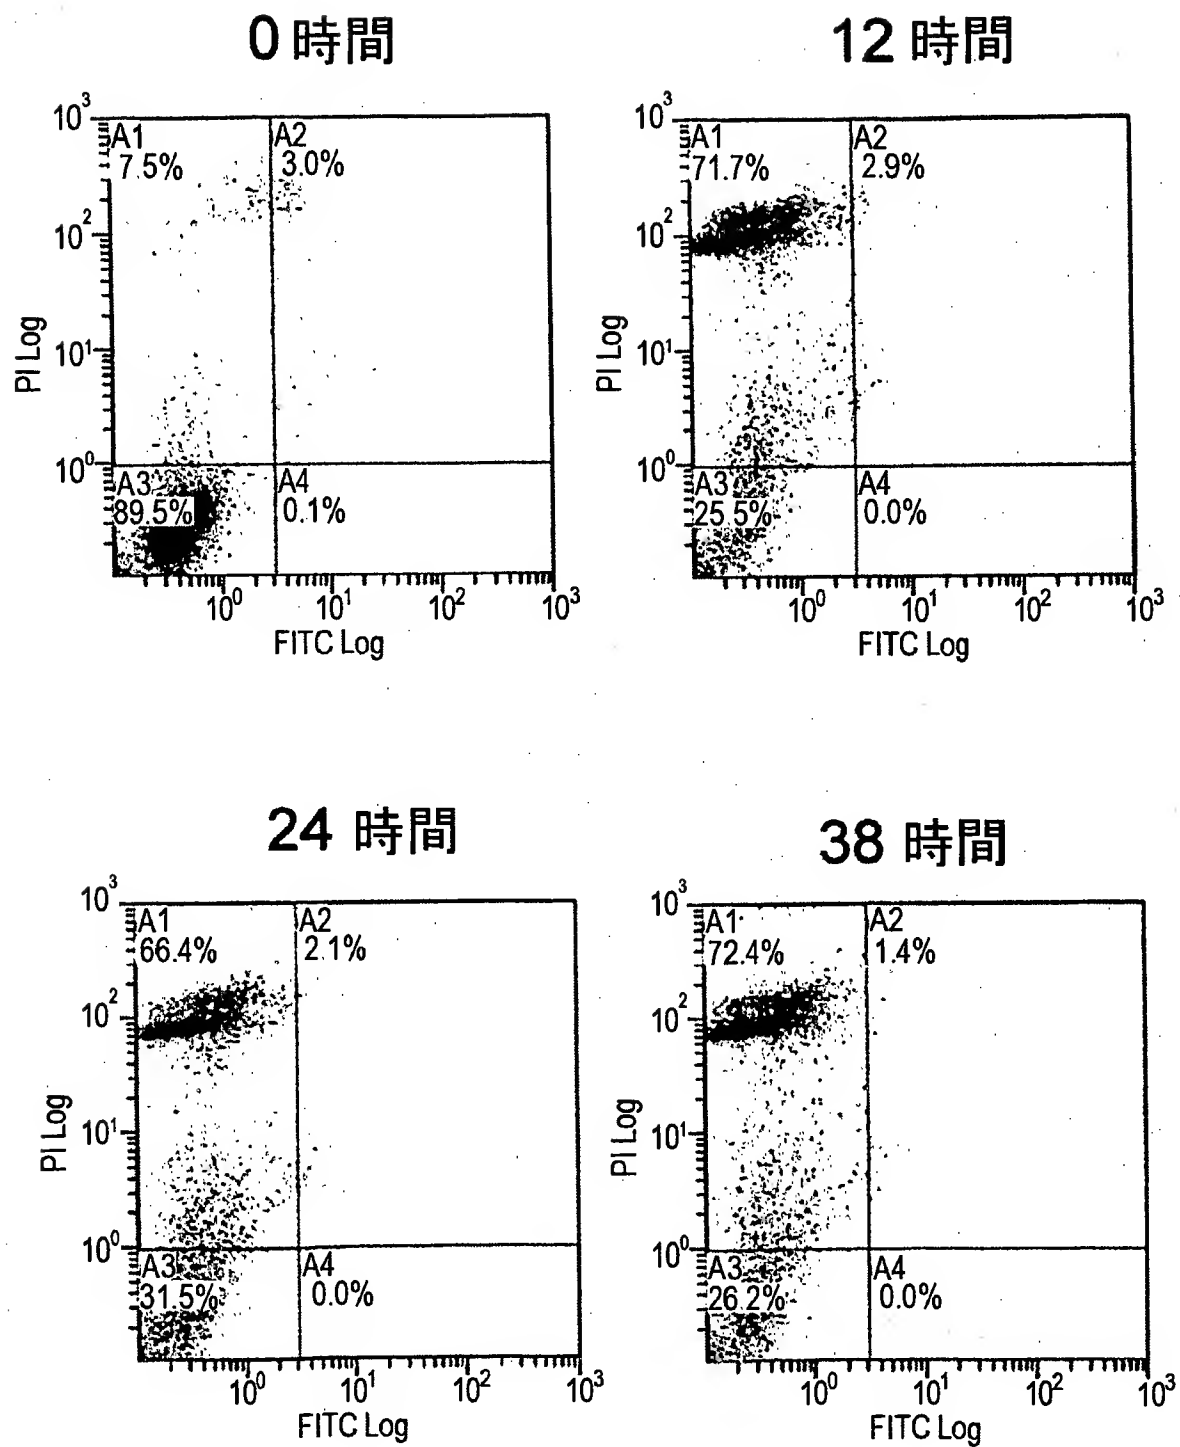 0 時間
10³
A1
7.5%
A2
3.0%
10²
PI Log
10¹
10⁰
A3
89.5%
A4
0.1%
10⁰ 10¹ 10² 10³
FITC Log
12 時間
10³
A1
71.7%
A2
2.9%
10²
PI Log
10¹
10⁰
A3
25.5%
A4
0.0%
10⁰ 10¹ 10² 10³
FITC Log
24 時間
10³
A1
66.4%
A2
2.1%
10²
PI Log
10¹
10⁰
A3
31.5%
A4
0.0%
10⁰ 10¹ 10² 10³
FITC Log
38 時間
10³
A1
72.4%
A2
1.4%
10²
PI Log
10¹
10⁰
A3
26.2%
A4
0.0%
10⁰ 10¹ 10² 10³
FITC Log